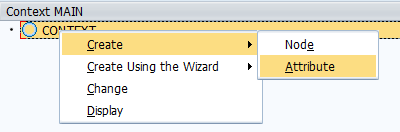 Context MAIN
CONTEXT
Create
Node
Create Using the Wizard
Attribute
Change
Display